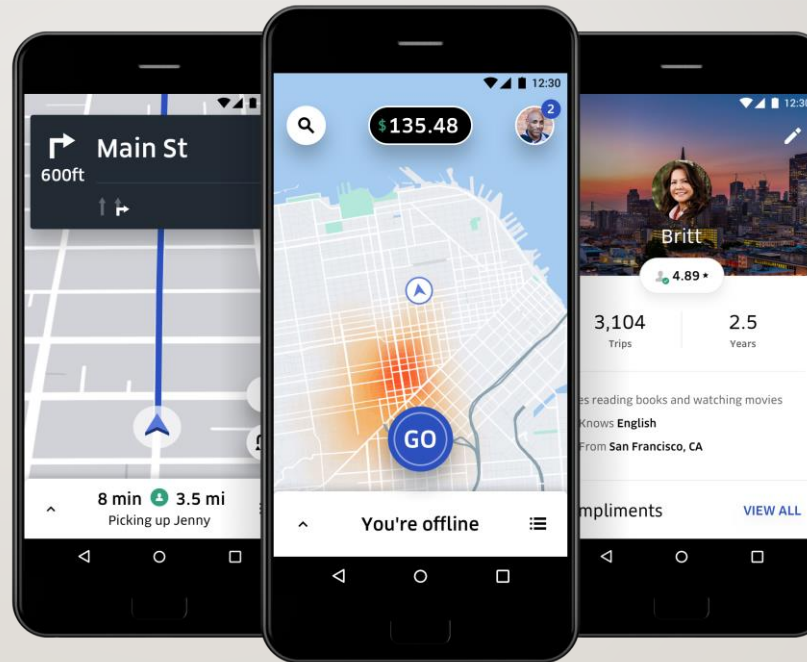 Main St
600ft
8 min 3.5 mi
Picking up Jenny
12:30
$135.48
2
GO
You're offline
12:30
Britt
4.89 ★
3,104 2.5
Trips Years
reading books and watching movies
Knows English
From San Francisco, CA
VIEW ALL